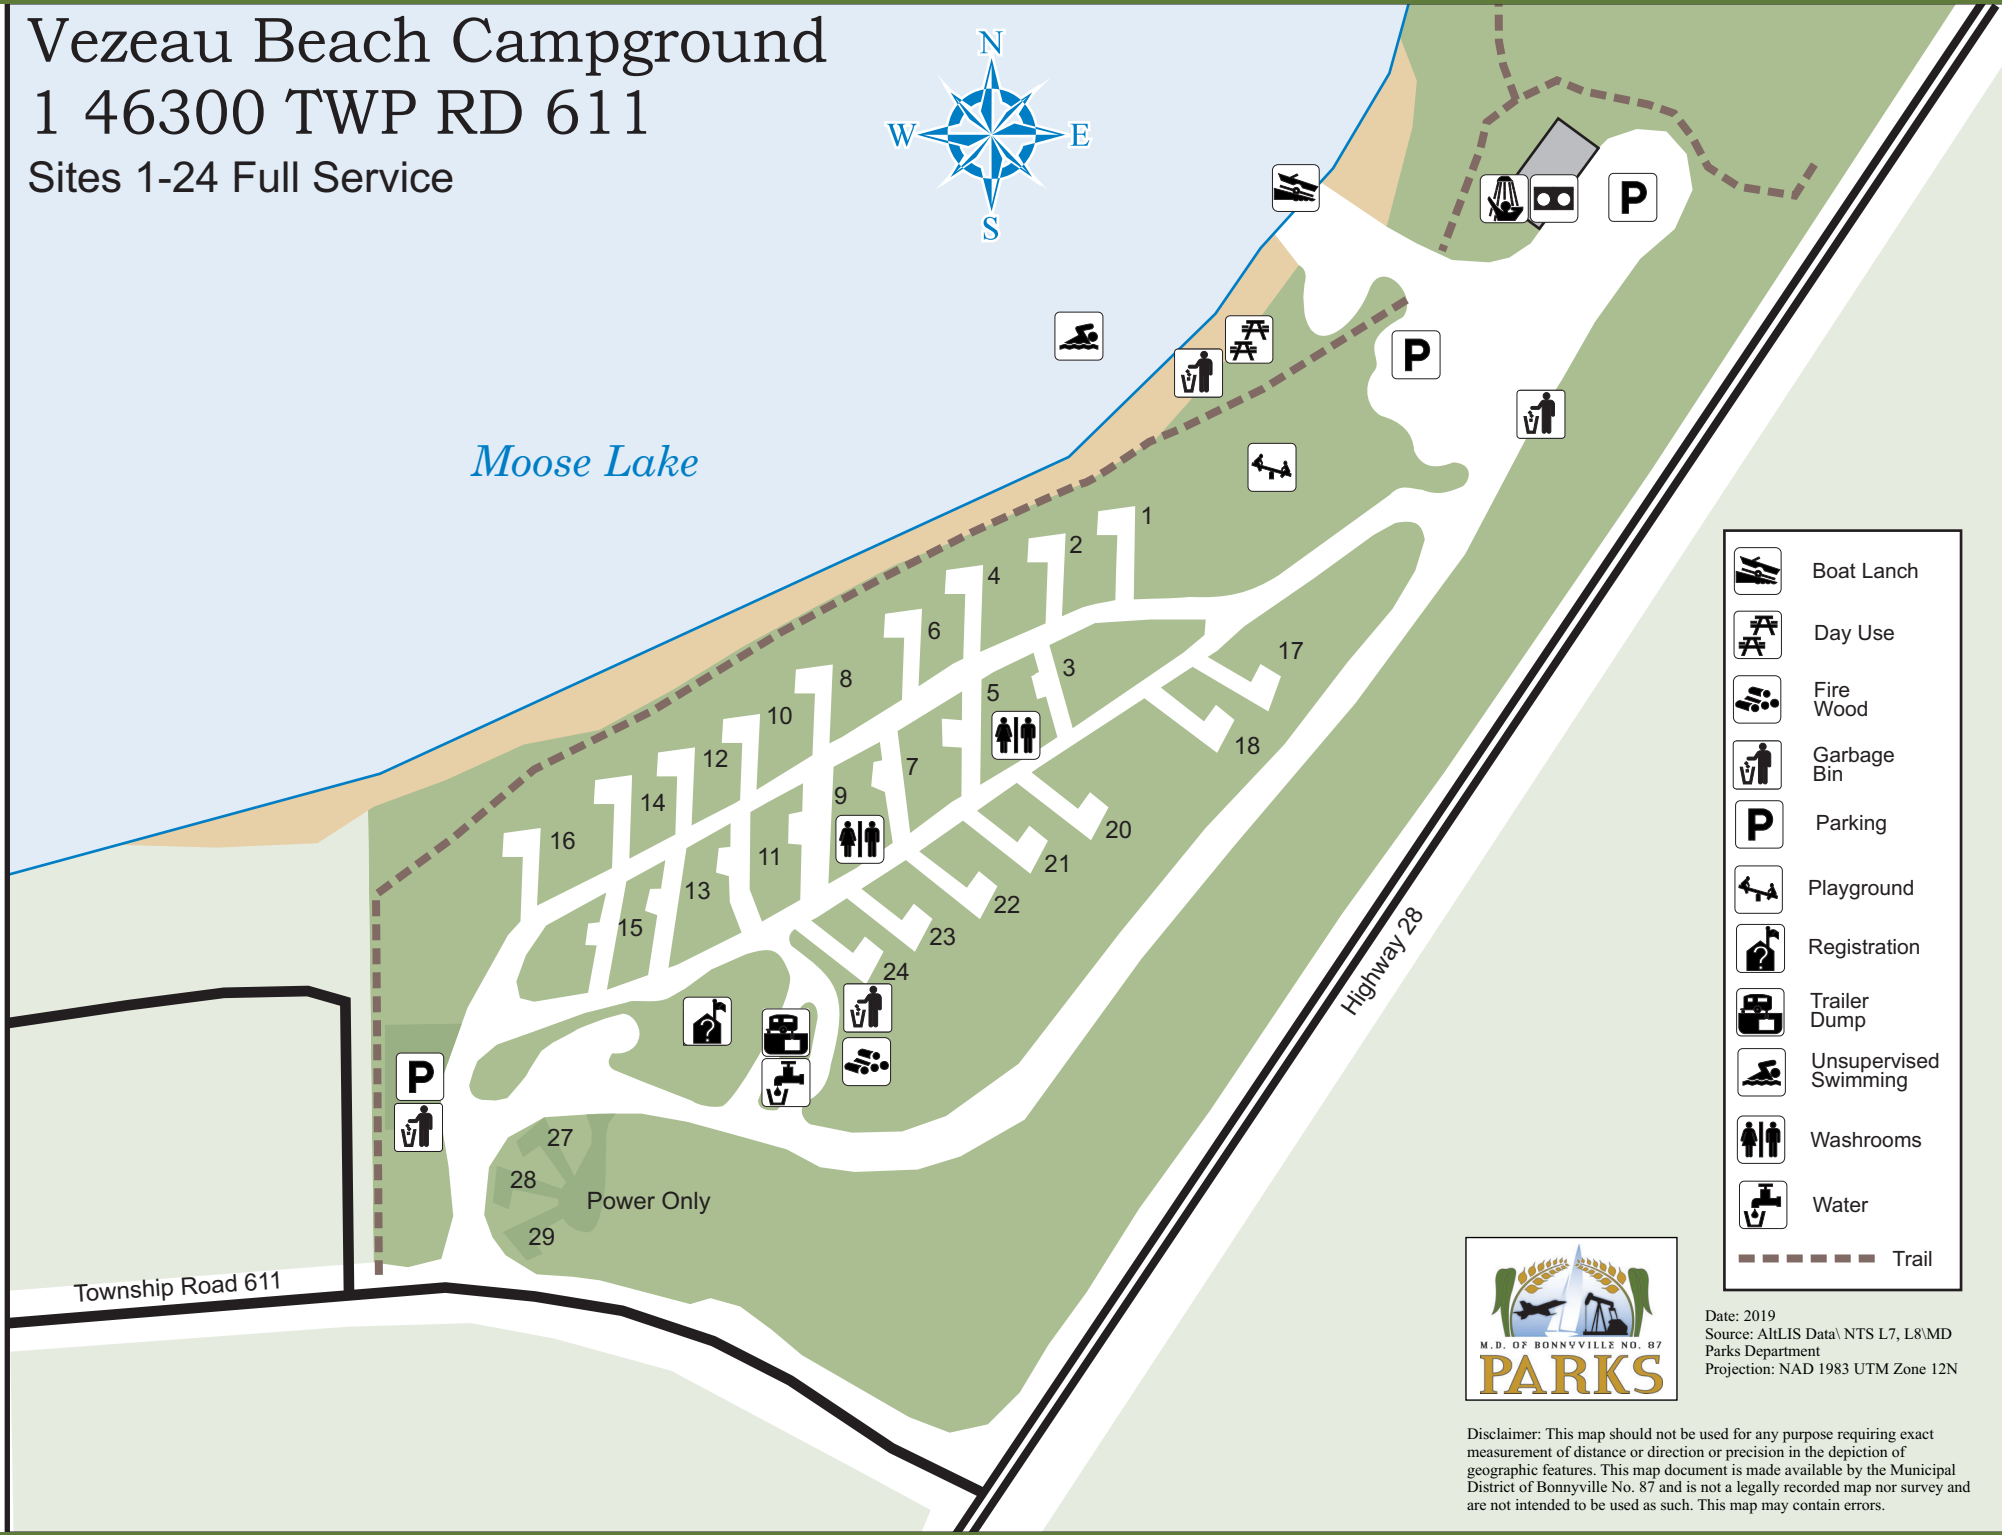 Vezeau Beach Campground
1 46300 TWP RD 611
Sites 1-24 Full Service
N
W
E
S
P
P
Moose Lake
1
2
4
6
3
17
8
5
10
18
12
7
14
9
16
20
11
21
13
22
15
23
24
Highway 28
?
P
27
28
Power Only
29
Township Road 611
Boat Lanch
Day Use
Fire
Wood
Garbage
Bin
P
Parking
Playground
?
Registration
Trailer
Dump
Unsupervised
Swimming
Washrooms
Water
Trail
M.D. OF BONNYVILLE NO. 87
PARKS
Date: 2019
Source: AltLIS Data\ NTS L7, L8\MD
Parks Department
Projection: NAD 1983 UTM Zone 12N
Disclaimer: This map should not be used for any purpose requiring exact
measurement of distance or direction or precision in the depiction of
geographic features. This map document is made available by the Municipal
District of Bonnyville No. 87 and is not a legally recorded map nor survey and
are not intended to be used as such. This map may contain errors.